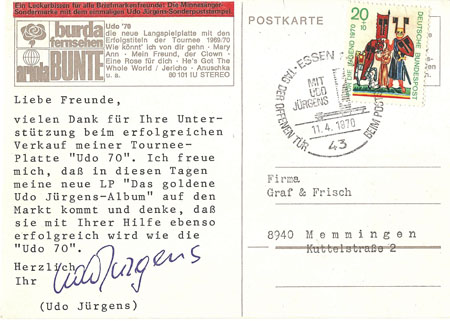 Ein Leckerbissen für alle Briefmarkenfreunde: Die Minnesänger-
Sondermarke mit dem einmaligen Udo Jürgens-Sonderpoststempel.
burda
fernsehen
BUNTE
ariola
Udo '70
die neue Langspielplatte mit den
Erfolgstiteln der Tournee 1969/70
Wie könnt' ich von dir gehn · Mary
Ann · Mein Freund, der Clown ·
Eine Rose für dich · He's Got The
Whole World / Jericho · Anuschka
u. a. 80 101 IU STEREO
Liebe Freunde,
vielen Dank für Ihre Unter-
stützung beim erfolgreichen
Verkauf meiner Tournee-
Platte "Udo 70". Ich freue
mich, daß in diesen Tagen
meine neue LP "Das goldene
Udo Jürgens-Album" auf den
Markt kommt und denke, daß
sie mit Ihrer Hilfe ebenso
erfolgreich wird wie die
"Udo 70".
Herzlich
Ihr
Udo Jürgens
(Udo Jürgens)
POSTKARTE
20
+10
DEUTSCHE BUNDESPOST
JUGEND 1970
ESSEN
TAG DER OFFENEN TÜR BEIM POST
MIT
UDO
JÜRGENS
11.4.1970
43
Firma
Graf & Frisch
8940 Memmingen
Kuttelstraße 2